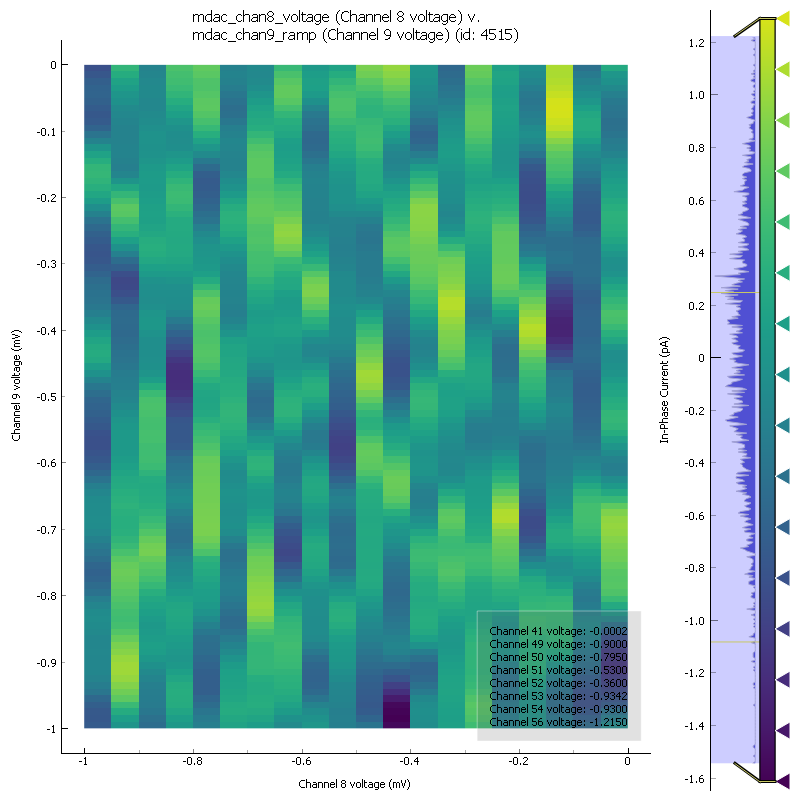 mdac_chan8_voltage (Channel 8 voltage) v.
mdac_chan9_ramp (Channel 9 voltage) (id: 4515)
0
-0.1
-0.2
-0.3
-0.4
-0.5
-0.6
-0.7
-0.8
-0.9
-1
Channel 9 voltage (mV)
-1
-0.8
-0.6
-0.4
-0.2
0
Channel 8 voltage (mV)
Channel 41 voltage: -0.0002
Channel 49 voltage: -0.9000
Channel 50 voltage: -0.7950
Channel 51 voltage: -0.5300
Channel 52 voltage: -0.3600
Channel 53 voltage: -0.9342
Channel 54 voltage: -0.9300
Channel 56 voltage: -1.2150
In-Phase Current (pA)
1.2
1.0
0.8
0.6
0.4
0.2
0
-0.2
-0.4
-0.6
-0.8
-1.0
-1.2
-1.4
-1.6